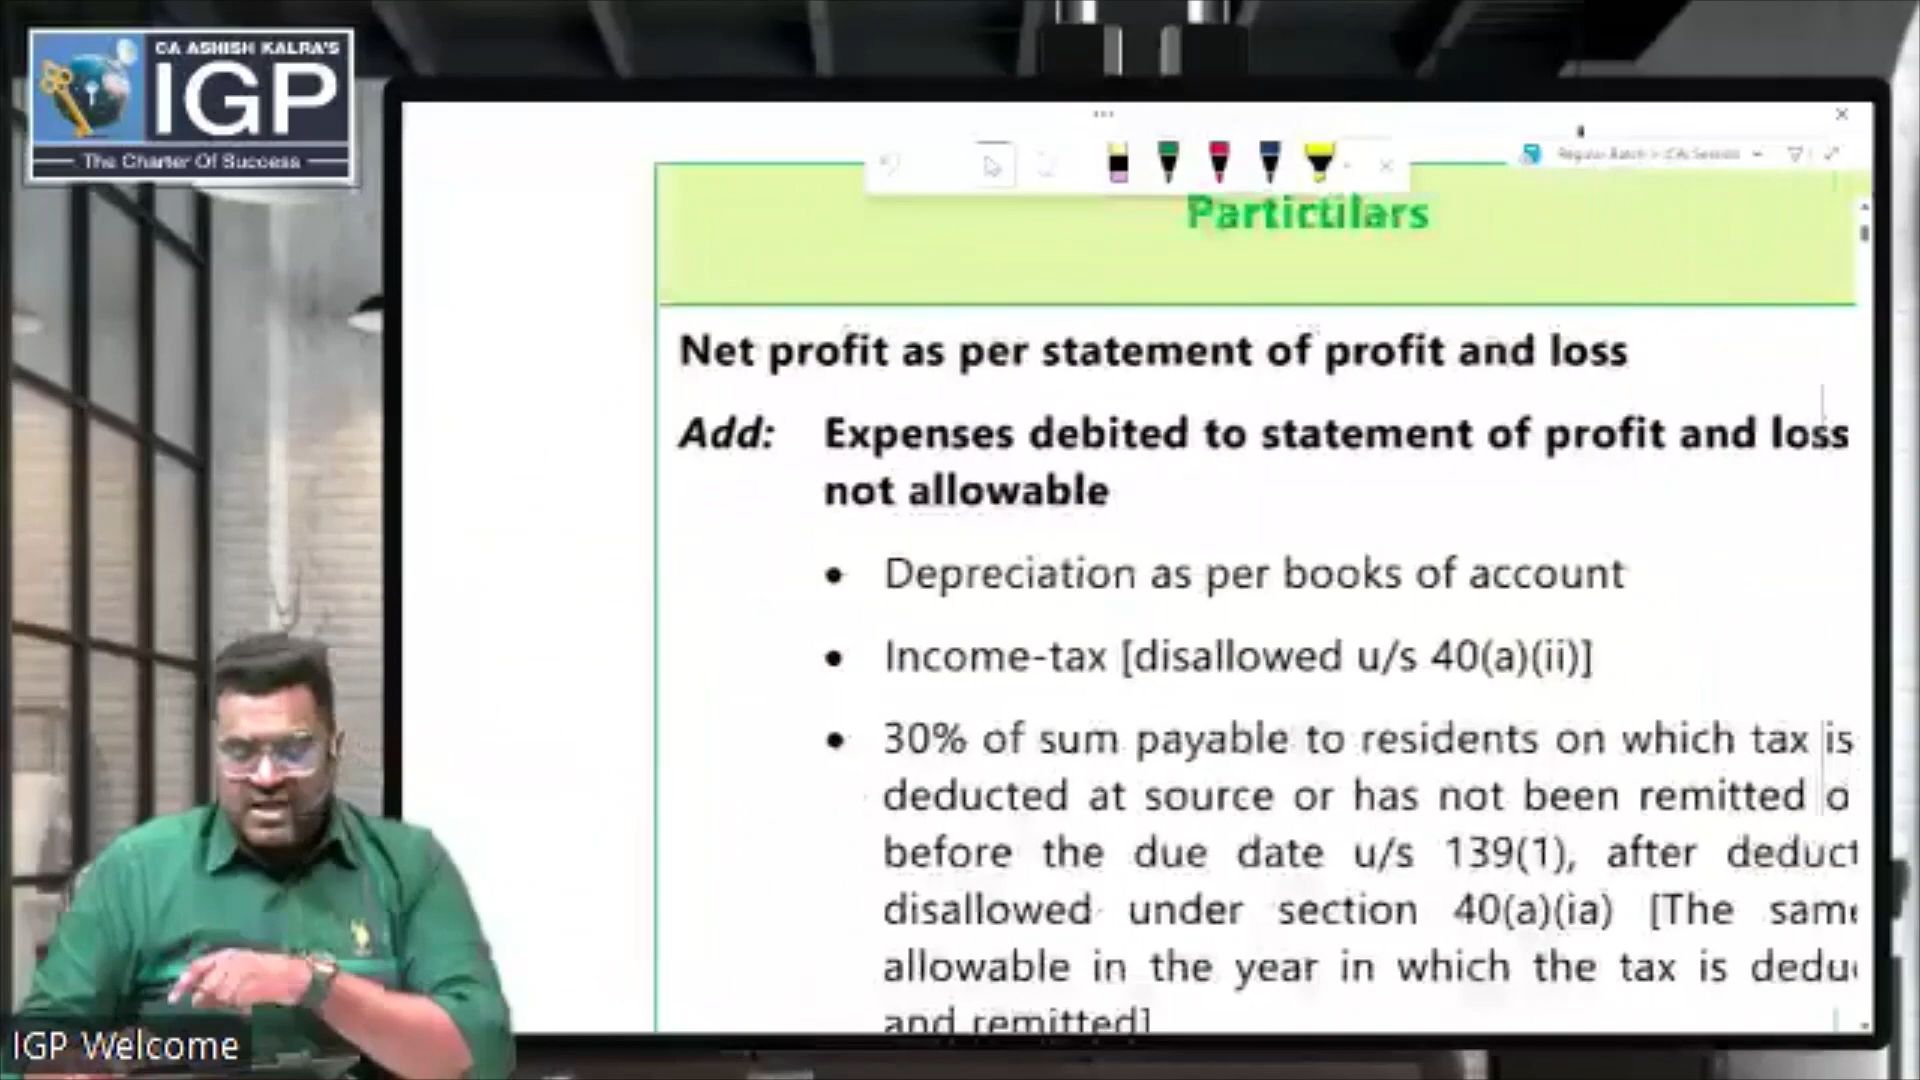 CA ASHISH KALRA'S
IGP
The Charter Of Success
Particulars
Net profit as per statement of profit and loss
Add: Expenses debited to statement of profit and loss
not allowable
• Depreciation as per books of account
• Income-tax [disallowed u/s 40(a)(ii)]
• 30% of sum payable to residents on which tax is
deducted at source or has not been remitted o
before the due date u/s 139(1), after deduct
disallowed under section 40(a)(ia) [The same
allowable in the year in which the tax is dedu
and remitted]
IGP Welcome